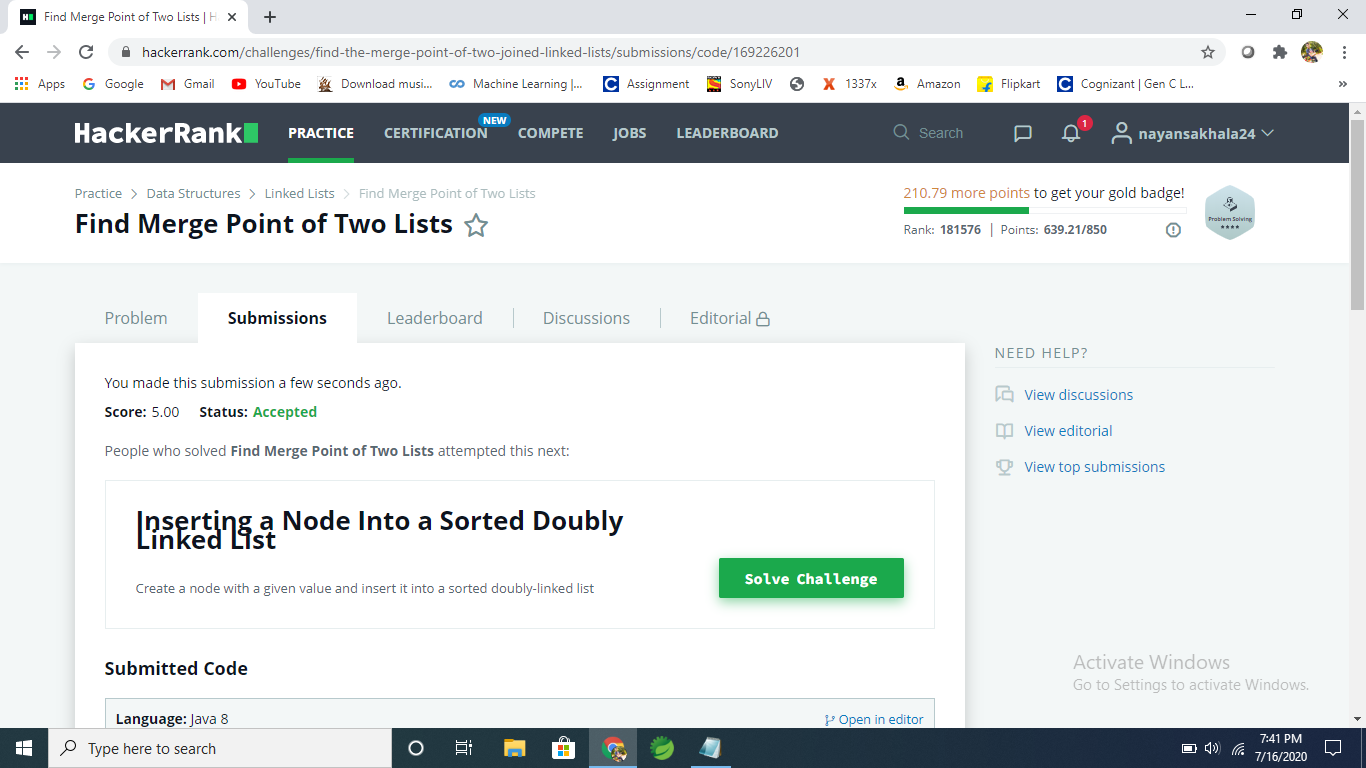 Find Merge Point of Two Lists | H
hackerrank.com/challenges/find-the-merge-point-of-two-joined-linked-lists/submissions/code/169226201
Apps Google Gmail YouTube Download musi... Machine Learning |... Assignment SonyLIV 1337x Amazon Flipkart Cognizant | Gen C L... »
HackerRank PRACTICE CERTIFICATION NEW COMPETE JOBS LEADERBOARD Search 1 nayansakhala24
Practice > Data Structures > Linked Lists > Find Merge Point of Two Lists
Find Merge Point of Two Lists
210.79 more points to get your gold badge!
Rank: 181576 | Points: 639.21/850
Problem Solving
Problem Submissions Leaderboard Discussions Editorial
You made this submission a few seconds ago.
Score: 5.00 Status: Accepted
People who solved Find Merge Point of Two Lists attempted this next:
Inserting a Node Into a Sorted Doubly
Linked List
Create a node with a given value and insert it into a sorted doubly-linked list
Solve Challenge
Submitted Code
Language: Java 8 Open in editor
NEED HELP?
View discussions
View editorial
View top submissions
Activate Windows
Go to Settings to activate Windows.
Type here to search
7:41 PM
7/16/2020